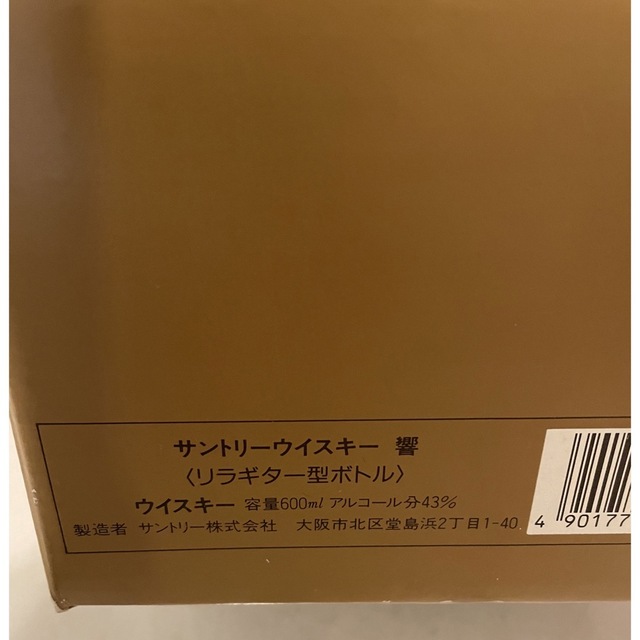 サントリーウイスキー 響
〈リラギター型ボトル〉
ウイスキー 容量600ml アルコール分43%
製造者 サントリー株式会社 大阪市北区堂島浜2丁目1-40
4 90177